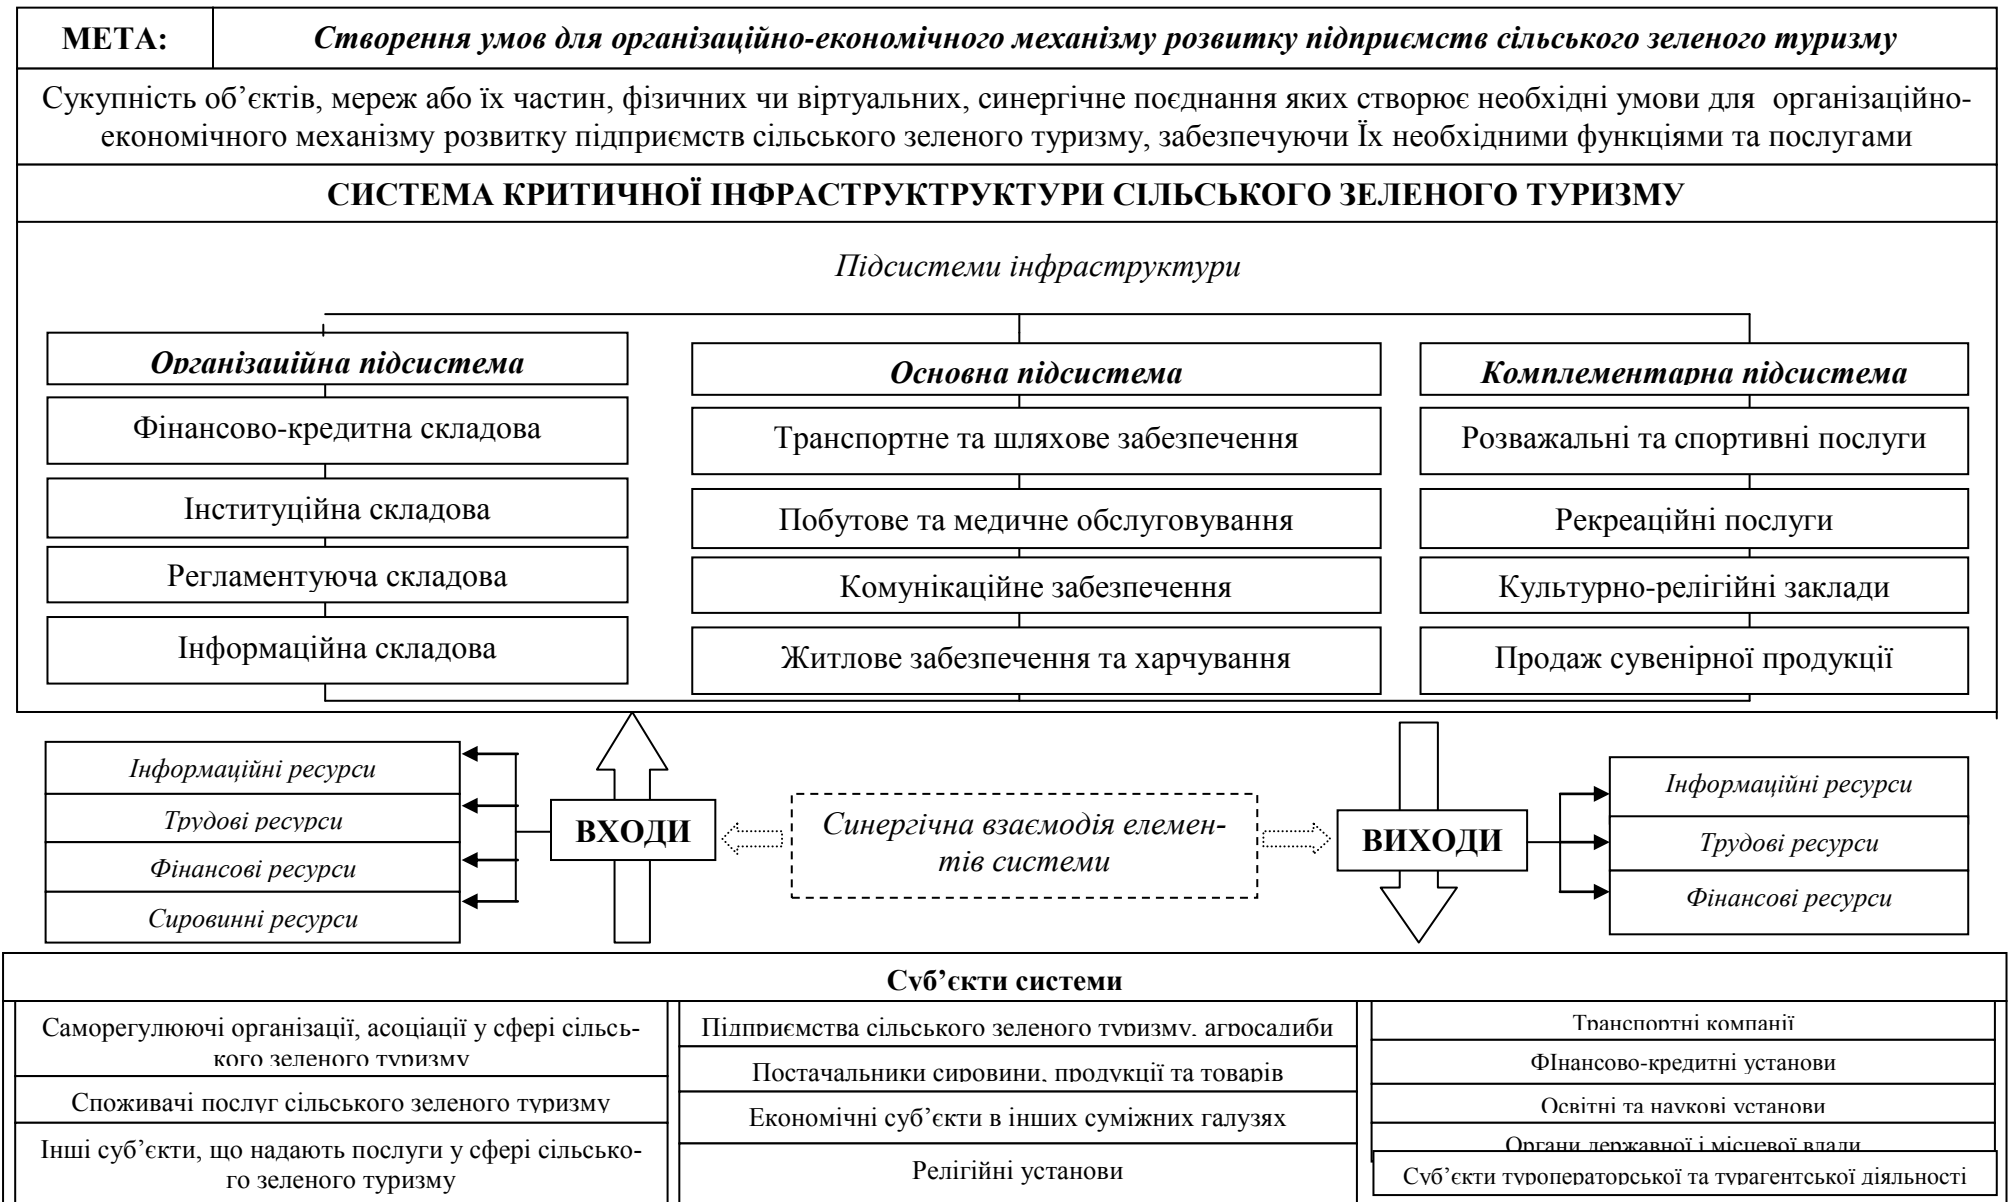 МЕТА:
Створення умов для організаційно-економічного механізму розвитку підприємств сільського зеленого туризму
Сукупність об’єктів, мереж або їх частин, фізичних чи віртуальних, синергічне поєднання яких створює необхідні умови для організаційно-
економічного механізму розвитку підприємств сільського зеленого туризму, забезпечуючи Їх необхідними функціями та послугами
СИСТЕМА КРИТИЧНОЇ ІНФРАСТРУКТРУКТУРИ СІЛЬСЬКОГО ЗЕЛЕНОГО ТУРИЗМУ
Підсистеми інфраструктури
Організаційна підсистема
Фінансово-кредитна складова
Інституційна складова
Регламентуюча складова
Інформаційна складова
Основна підсистема
Транспортне та шляхове забезпечення
Побутове та медичне обслуговування
Комунікаційне забезпечення
Житлове забезпечення та харчування
Комплементарна підсистема
Розважальні та спортивні послуги
Рекреаційні послуги
Культурно-релігійні заклади
Продаж сувенірної продукції
Інформаційні ресурси
Трудові ресурси
Фінансові ресурси
Сировинні ресурси
ВХОДИ
Синергічна взаємодія елемен-
тів системи
ВИХОДИ
Інформаційні ресурси
Трудові ресурси
Фінансові ресурси
Суб’єкти системи
Саморегулюючі організації, асоціації у сфері сільсь-
кого зеленого туризму
Споживачі послуг сільського зеленого туризму
Інші суб’єкти, що надають послуги у сфері сільсько-
го зеленого туризму
Підприємства сільського зеленого туризму, агросадиби
Постачальники сировини, продукції та товарів
Економічні суб’єкти в інших суміжних галузях
Релігійні установи
Транспортні компанії
ФІнансово-кредитні установи
Освітні та наукові установи
Органи державної і місцевої влади
Суб’єкти туроператорської та турагентської діяльності